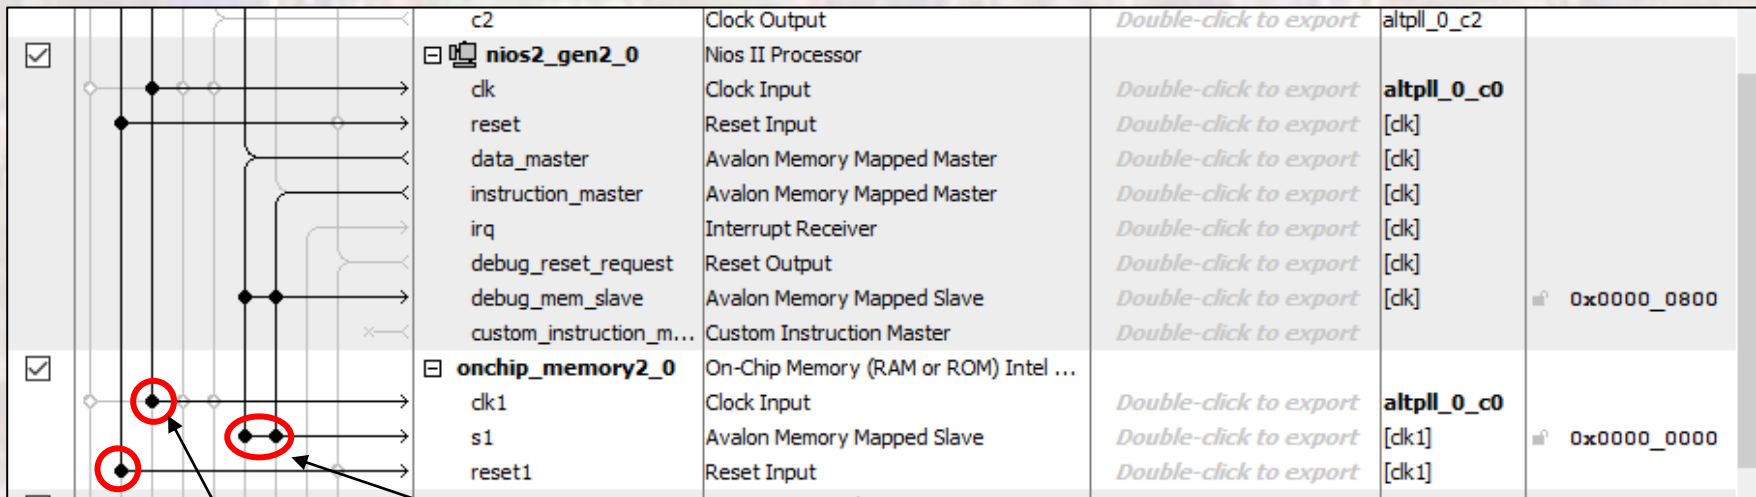 c2 Clock Output Double-click to export altpll_0_c2
nios2_gen2_0 Nios II Processor
clk Clock Input Double-click to export altpll_0_c0
reset Reset Input Double-click to export [clk]
data_master Avalon Memory Mapped Master Double-click to export [clk]
instruction_master Avalon Memory Mapped Master Double-click to export [clk]
irq Interrupt Receiver Double-click to export [clk]
debug_reset_request Reset Output Double-click to export [clk]
debug_mem_slave Avalon Memory Mapped Slave Double-click to export [clk] 0x0000_0800
custom_instruction_m... Custom Instruction Master Double-click to export
onchip_memory2_0 On-Chip Memory (RAM or ROM) Intel ...
clk1 Clock Input Double-click to export altpll_0_c0
s1 Avalon Memory Mapped Slave Double-click to export [clk1] 0x0000_0000
reset1 Reset Input Double-click to export [clk1]